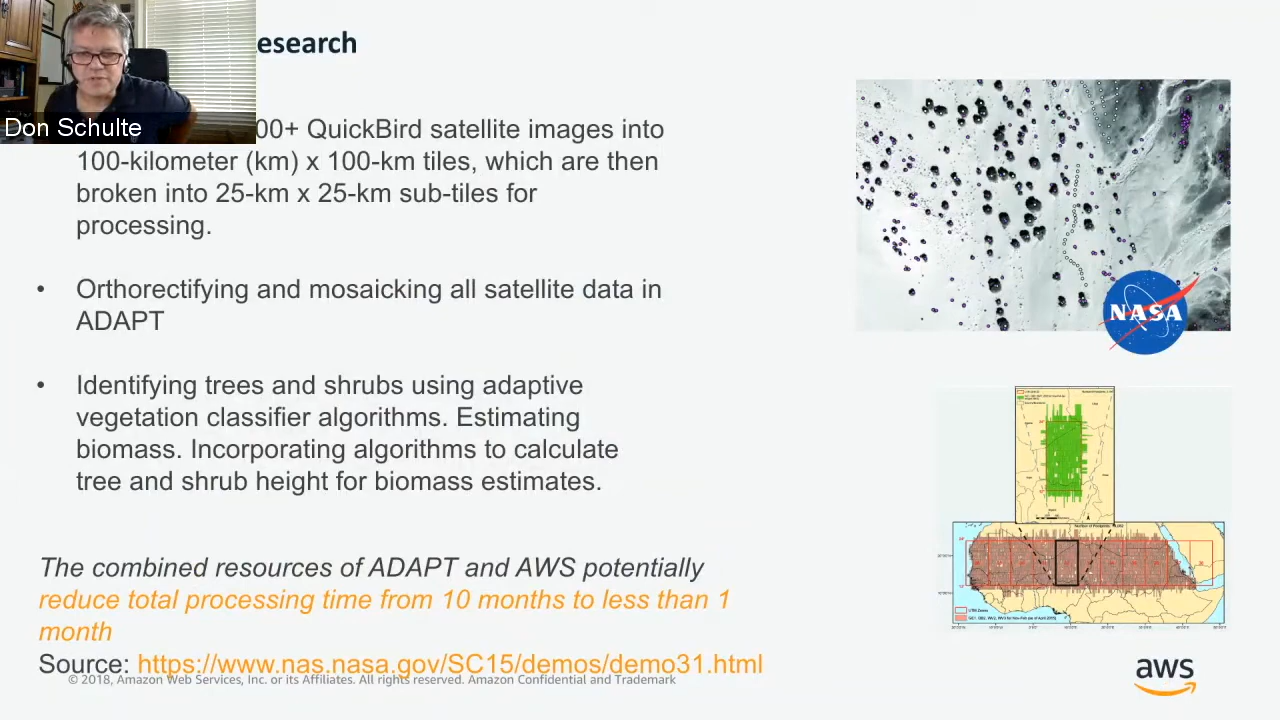 esearch
Don Schulte
00+ QuickBird satellite images into
100-kilometer (km) x 100-km tiles, which are then
broken into 25-km x 25-km sub-tiles for
processing.
• Orthorectifying and mosaicking all satellite data in
ADAPT
• Identifying trees and shrubs using adaptive
vegetation classifier algorithms. Estimating
biomass. Incorporating algorithms to calculate
tree and shrub height for biomass estimates.
The combined resources of ADAPT and AWS potentially
reduce total processing time from 10 months to less than 1
month
Source: https://www.nas.nasa.gov/SC15/demos/demo31.html
© 2018, Amazon Web Services, Inc. or its Affiliates. All rights reserved. Amazon Confidential and Trademark
NASA
aws